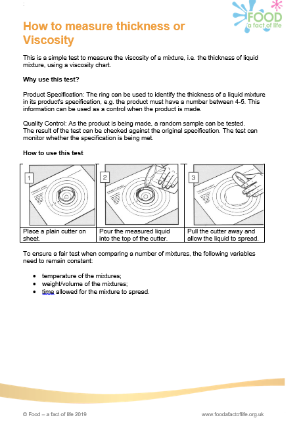 FOOD
a fact of life
How to measure thickness or
Viscosity
This is a simple test to measure the viscosity of a mixture, i.e. the thickness of liquid
mixture, using a viscosity chart.
Why use this test?
Product Specification: The ring can be used to identify the thickness of a liquid mixture
in its product's specification, e.g. the product must have a number between 4-5. This
information can be used as a control when the product is made.
Quality Control: As the product is being made, a random sample can be tested.
The result of the test can be checked against the original specification. The test can
monitor whether the specification is being met.
How to use this test
1
2
3
Place a plain cutter on
sheet.
Pour the measured liquid
into the top of the cutter.
Pull the cutter away and
allow the liquid to spread.
To ensure a fair test when comparing a number of mixtures, the following variables
need to remain constant:
• temperature of the mixtures;
• weight/volume of the mixtures;
• time allowed for the mixture to spread.
© Food – a fact of life 2019
www.foodafactoflife.org.uk